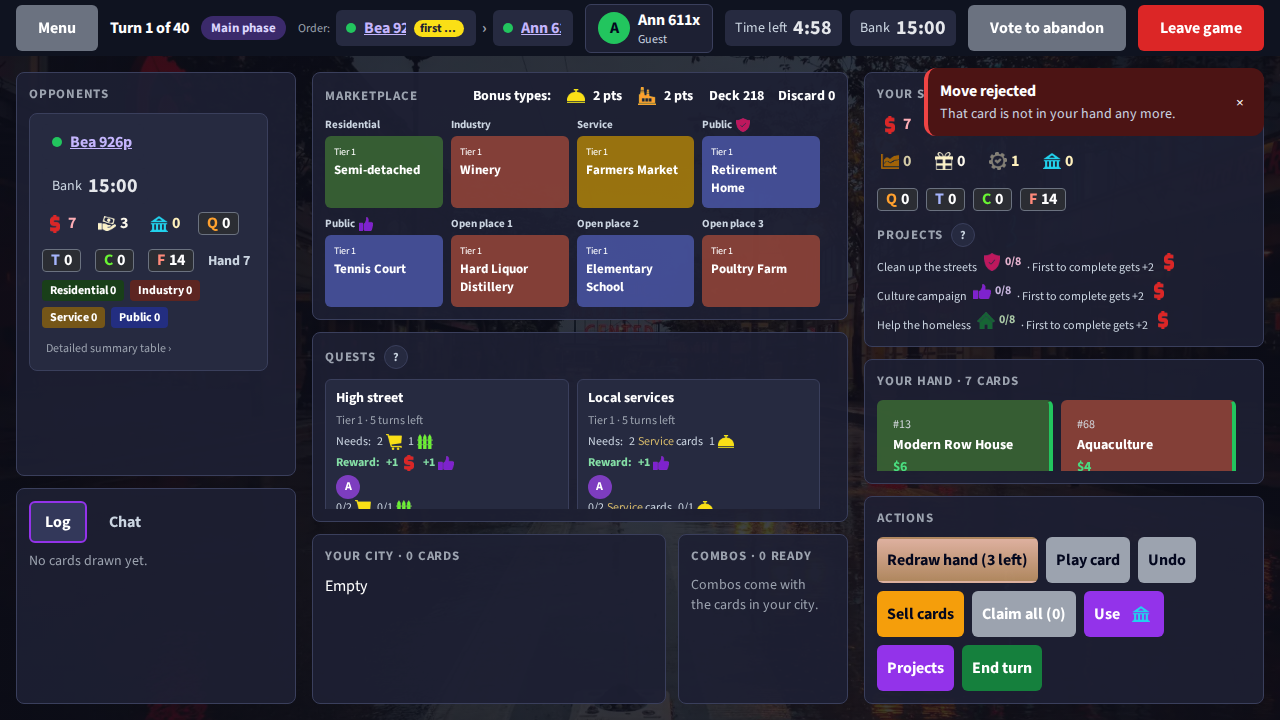 Menu
Turn 1 of 40
Main phase
Order:
Bea 92
first ...
›
Ann 6
A
Ann 611x
Guest
Time left 4:58
Bank 15:00
Vote to abandon
Leave game
OPPONENTS
Bea 926p
Bank 15:00
7
3
0
Q 0
T 0
C 0
F 14
Hand 7
Residential 0
Industry 0
Service 0
Public 0
Detailed summary table ›
Log
Chat
No cards drawn yet.
MARKETPLACE
Bonus types:
2 pts
2 pts
Deck 218
Discard 0
Residential
Tier 1
Semi-detached
Industry
Tier 1
Winery
Service
Tier 1
Farmers Market
Public
Tier 1
Retirement
Home
Public
Tier 1
Tennis Court
Open place 1
Tier 1
Hard Liquor
Distillery
Open place 2
Tier 1
Elementary
School
Open place 3
Tier 1
Poultry Farm
QUESTS
?
High street
Tier 1 · 5 turns left
Needs: 2 1
Reward: +1 +1
A
0/2 0/1
Local services
Tier 1 · 5 turns left
Needs: 2 Service cards 1
Reward: +1
A
0/2 Service cards 0/1
YOUR CITY · 0 CARDS
Empty
COMBOS · 0 READY
Combos come with
the cards in your city.
YOUR S
7
Move rejected
That card is not in your hand any more.
×
0
0
1
0
Q 0
T 0
C 0
F 14
PROJECTS
?
Clean up the streets 0/8 · First to complete gets +2
Culture campaign 0/8 · First to complete gets +2
Help the homeless 0/8 · First to complete gets +2
YOUR HAND · 7 CARDS
#13
Modern Row House
$6
#68
Aquaculture
$4
ACTIONS
Redraw hand (3 left)
Play card
Undo
Sell cards
Claim all (0)
Use
Projects
End turn